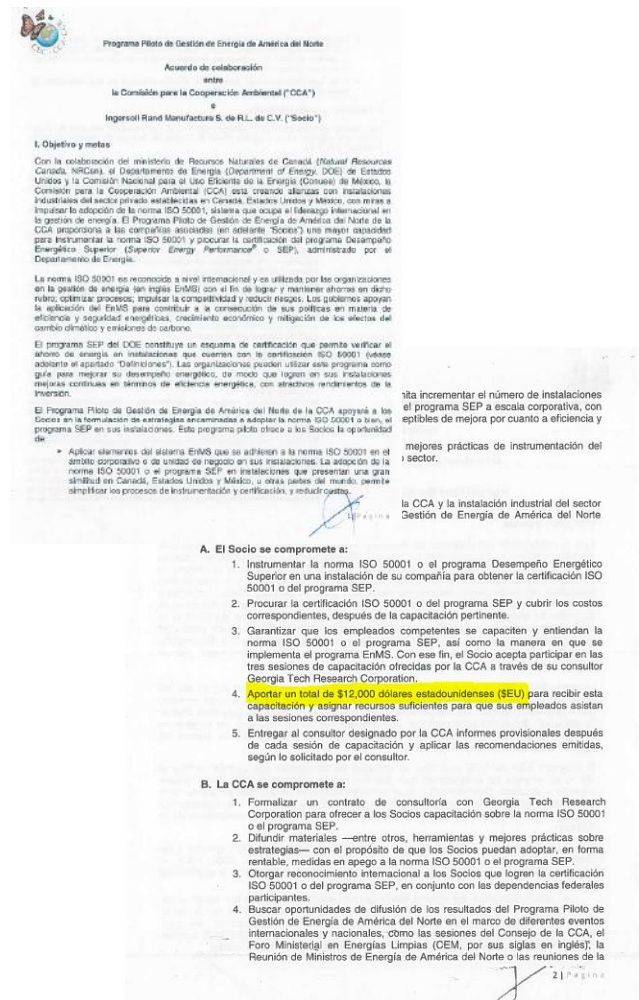 Programa Piloto de Gestión de Energía de América del Norte
Acuerdo de colaboración
entre
la Comisión para la Cooperación Ambiental ("CCA")
e
Ingersoll Rand Manufactura S. de R.L. de C.V. ("Socio")
I. Objetivo y metas
Con la colaboración del ministerio de Recursos Naturales de Canadá (Natural Resources
Canada, NRCan), el Departamento de Energía (Department of Energy, DOE) de Estados
Unidos y la Comisión Nacional para el Uso Eficiente de la Energía (Conuee) de México, la
Comisión para la Cooperación Ambiental (CCA) está creando alianzas con instalaciones
industriales del sector privado establecidas en Canadá, Estados Unidos y México, con miras a
impulsar la adopción de la norma ISO 50001, sistema que ocupa el liderazgo internacional en
la gestión de energía. El Programa Piloto de Gestión de Energía de América del Norte de la
CCA proporciona a las compañías asociadas (en adelante "Socios") una mayor capacidad
para instrumentar la norma ISO 50001 y procurar la certificación del programa Desempeño
Energético Superior (Superior Energy Performance® o SEP), administrado por el
Departamento de Energía.
La norma ISO 50001 es reconocida a nivel internacional y es utilizada por las organizaciones
en la gestión de energía (en inglés EnMS) con el fin de lograr y mantener ahorros en dicho
rubro; optimizar procesos; impulsar la competitividad y reducir riesgos. Los gobiernos apoyan
la aplicación del EnMS para contribuir a la consecución de sus políticas en materia de
eficiencia y seguridad energéticas, crecimiento económico y mitigación de los efectos del
cambio climático y emisiones de carbono.
El programa SEP del DOE constituye un esquema de certificación que permite verificar el
ahorro de energía en instalaciones que cuentan con la certificación ISO 50001 (véase
adelante el apartado "Definiciones"). Las organizaciones pueden utilizar este programa como
guía para mejorar su desempeño energético, de modo que logren en sus instalaciones
mejoras continuas en términos de eficiencia energética, con atractivos rendimientos de la
inversión.
El Programa Piloto de Gestión de Energía de América del Norte de la CCA apoyará a los
Socios en la formulación de estrategias encaminadas a adoptar la norma ISO 50001 o bien, el
programa SEP en sus instalaciones. Este programa piloto ofrece a los Socios la oportunidad
de:
• Aplicar elementos del sistema EnMS que se adhieren a la norma ISO 50001 en el
ámbito corporativo o de unidad de negocio en sus instalaciones. La adopción de la
norma ISO 50001 o el programa SEP en instalaciones que presentan una gran
similitud en Canadá, Estados Unidos y México, u otras partes del mundo, permite
simplificar los procesos de instrumentación y certificación, y reducir costos.
1 | Página
mita incrementar el número de instalaciones
el programa SEP a escala corporativa, con
eptibles de mejora por cuanto a eficiencia y
mejores prácticas de instrumentación del
sector.
la CCA y la instalación industrial del sector
Gestión de Energía de América del Norte
A. El Socio se compromete a:
1. Instrumentar la norma ISO 50001 o el programa Desempeño Energético
Superior en una instalación de su compañía para obtener la certificación ISO
50001 o del programa SEP.
2. Procurar la certificación ISO 50001 o del programa SEP y cubrir los costos
correspondientes, después de la capacitación pertinente.
3. Garantizar que los empleados competentes se capaciten y entiendan la
norma ISO 50001 o el programa SEP, así como la manera en que se
implementa el programa EnMS. Con ese fin, el Socio acepta participar en las
tres sesiones de capacitación ofrecidas por la CCA a través de su consultor
Georgia Tech Research Corporation.
4. Aportar un total de $12,000 dólares estadounidenses ($EU) para recibir esta
capacitación y asignar recursos suficientes para que sus empleados asistan
a las sesiones correspondientes.
5. Entregar al consultor designado por la CCA informes provisionales después
de cada sesión de capacitación y aplicar las recomendaciones emitidas,
según lo solicitado por el consultor.
B. La CCA se compromete a:
1. Formalizar un contrato de consultoría con Georgia Tech Research
Corporation para ofrecer a los Socios capacitación sobre la norma ISO 50001
o el programa SEP.
2. Difundir materiales —entre otros, herramientas y mejores prácticas sobre
estrategias— con el propósito de que los Socios puedan adoptar, en forma
rentable, medidas en apego a la norma ISO 50001 o el programa SEP.
3. Otorgar reconocimiento internacional a los Socios que logren la certificación
ISO 50001 o del programa SEP, en conjunto con las dependencias federales
participantes.
4. Buscar oportunidades de difusión de los resultados del Programa Piloto de
Gestión de Energía de América del Norte en el marco de diferentes eventos
internacionales y nacionales, como las sesiones del Consejo de la CCA, el
Foro Ministerial en Energías Limpias (CEM, por sus siglas en inglés), la
Reunión de Ministros de Energía de América del Norte o las reuniones de la
2 | Página